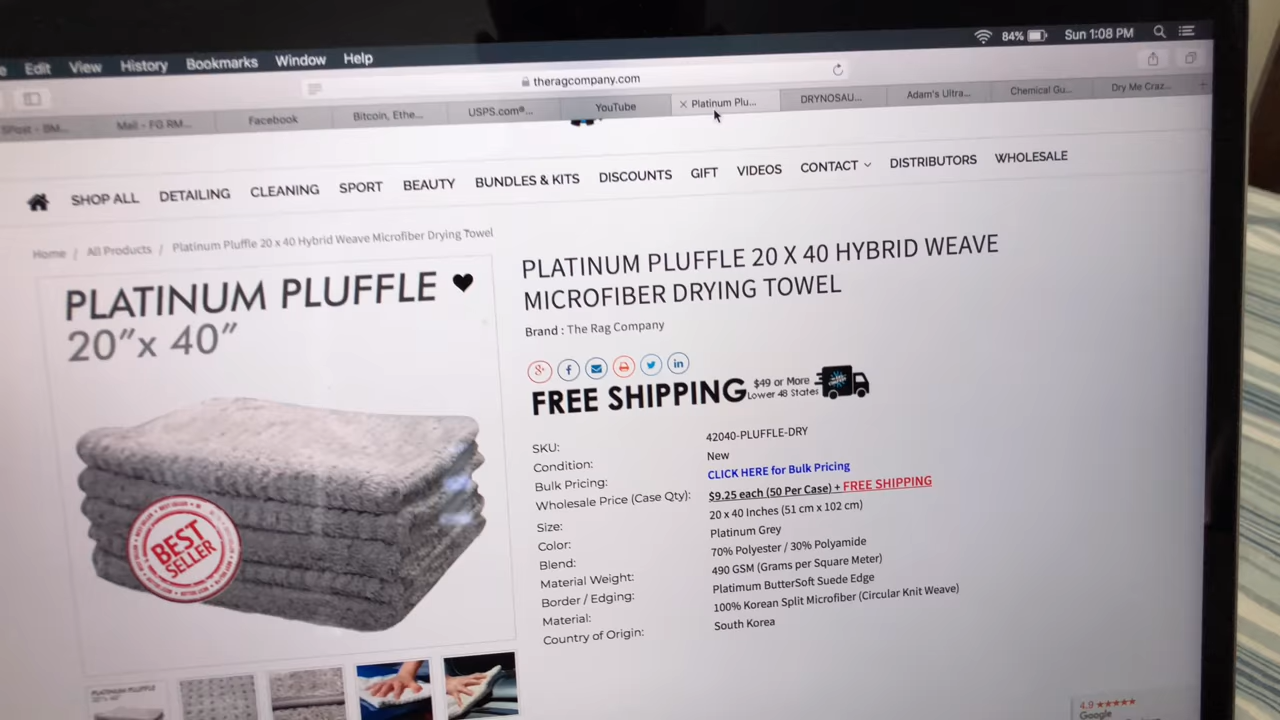 Edit View History Bookmarks Window Help 84% Sun 1:08 PM
theragcompany.com
Mail - FG RM... Facebook Bitcoin, Ethe... USPS.com®... YouTube Platinum Plu... DRYNOSAU... Adam's Ultra... Chemical Gu... Dry Me Craz...
SHOP ALL DETAILING CLEANING SPORT BEAUTY BUNDLES & KITS DISCOUNTS GIFT VIDEOS CONTACT DISTRIBUTORS WHOLESALE
Home / All Products / Platinum Pluffle 20 x 40 Hybrid Weave Microfiber Drying Towel
PLATINUM PLUFFLE
20”x 40”
BEST
SELLER
PLATINUM PLUFFLE 20 X 40 HYBRID WEAVE
MICROFIBER DRYING TOWEL
Brand : The Rag Company
FREE SHIPPING $49 or More
Lower 48 States
SKU: 42040-PLUFFLE-DRY
Condition: New
Bulk Pricing: CLICK HERE for Bulk Pricing
Wholesale Price (Case Qty): $9.25 each (50 Per Case) + FREE SHIPPING
Size: 20 x 40 Inches (51 cm x 102 cm)
Color: Platinum Grey
Blend: 70% Polyester / 30% Polyamide
Material Weight: 490 GSM (Grams per Square Meter)
Border / Edging: Platimum ButterSoft Suede Edge
Material: 100% Korean Split Microfiber (Circular Knit Weave)
Country of Origin: South Korea
PLATINUM PLUFFLE
4.9 ★★★★★
Google